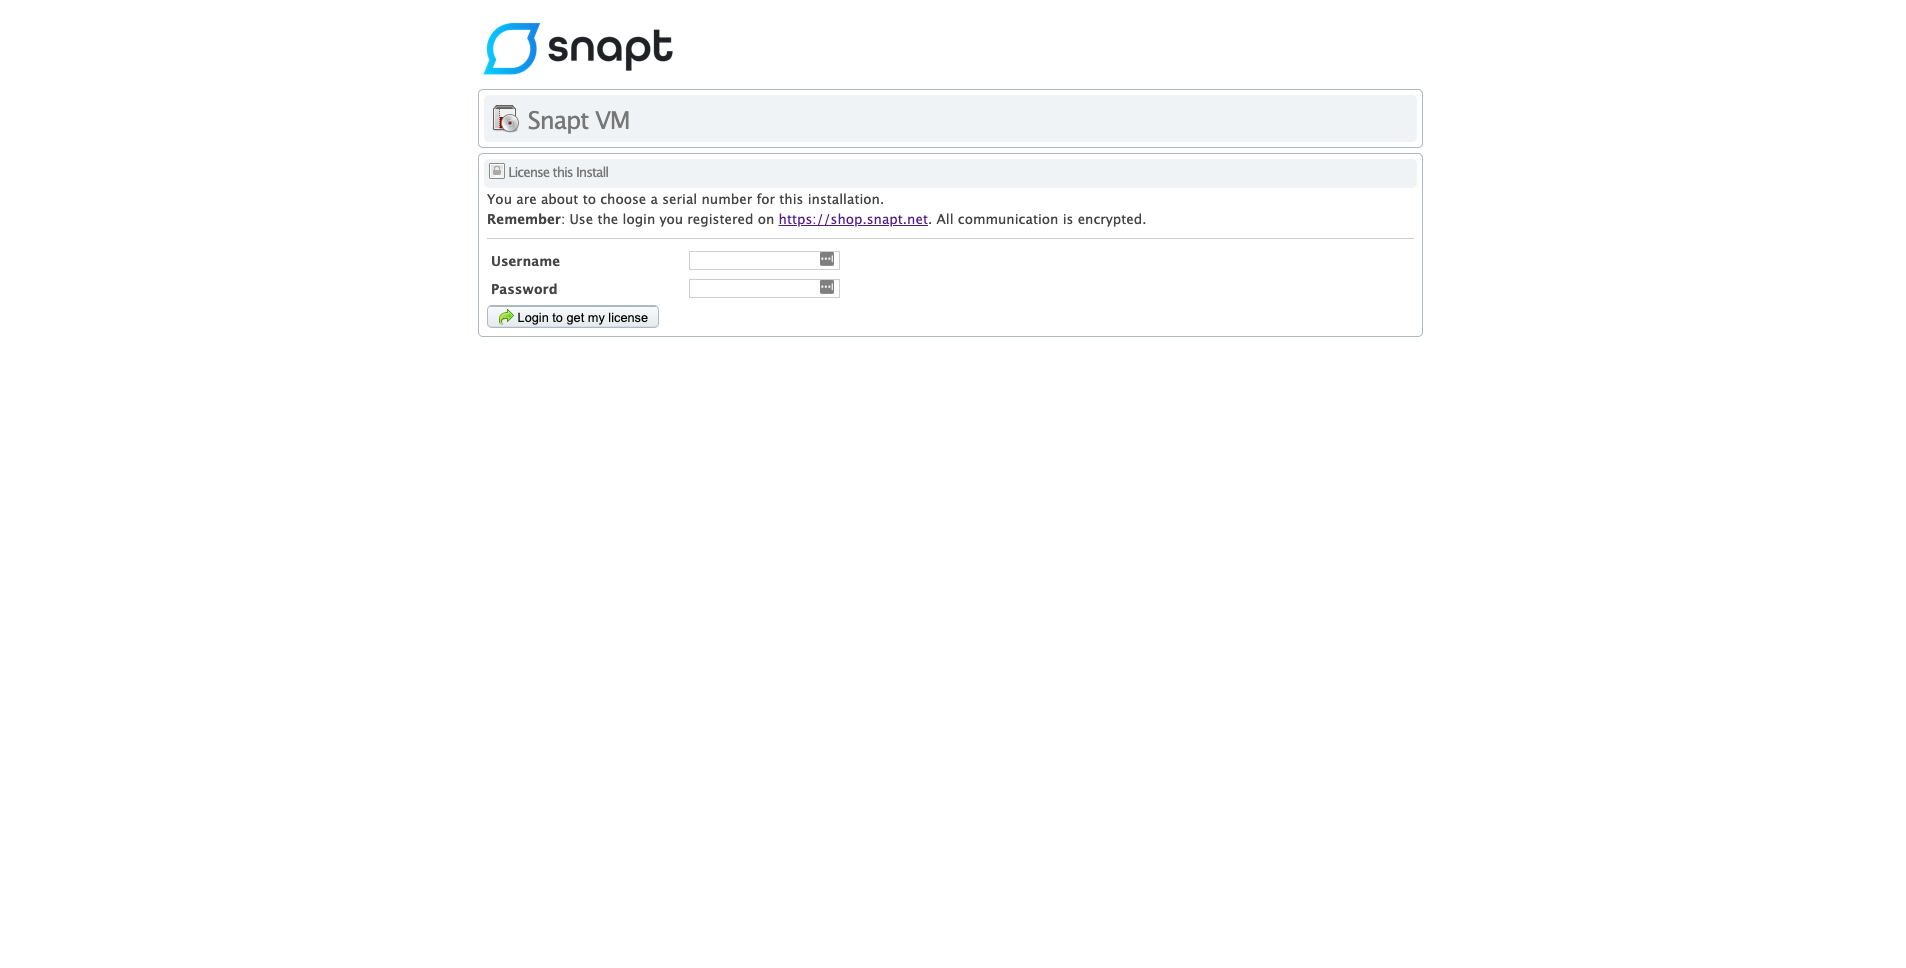 snapt
Snapt VM
License this Install
You are about to choose a serial number for this installation.
Remember: Use the login you registered on https://shop.snapt.net. All communication is encrypted.
Username
Password
Login to get my license